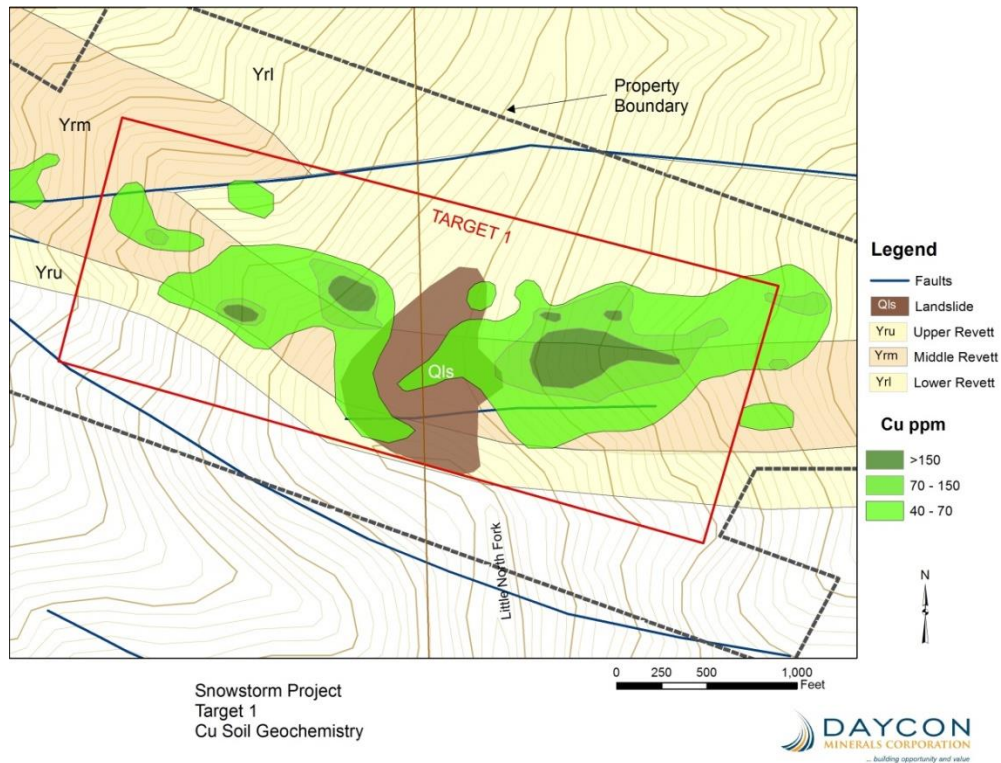 Yrl
Property
Boundary
Yrm
TARGET 1
Yru
Qls
Little North Fork
Legend
Faults
Qls Landslide
Yru Upper Revett
Yrm Middle Revett
Yrl Lower Revett
Cu ppm
>150
70 - 150
40 - 70
N
0 250 500 1,000
Feet
Snowstorm Project
Target 1
Cu Soil Geochemistry
DAYCON
MINERALS CORPORATION
... building opportunity and value